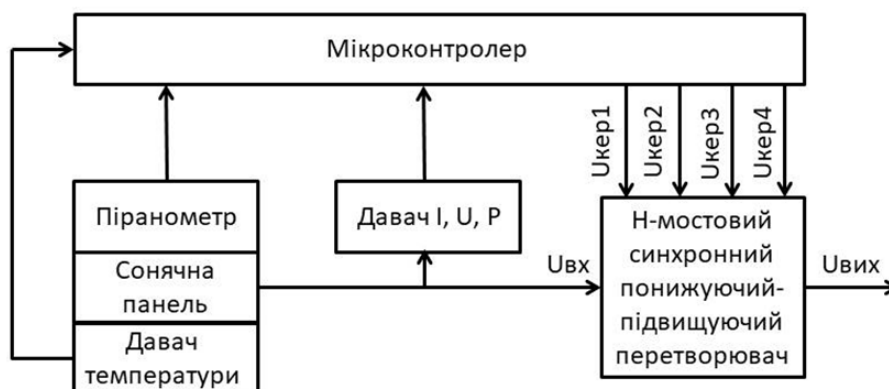 Мікроконтролер
Uкер1
Uкер2
Uкер3
Uкер4
Піранометр
Сонячна
панель
Давач
температури
Давач I, U, P
Uвх
Н-мостовий
синхронний
понижуючий-
підвищуючий
перетворювач
Uвих